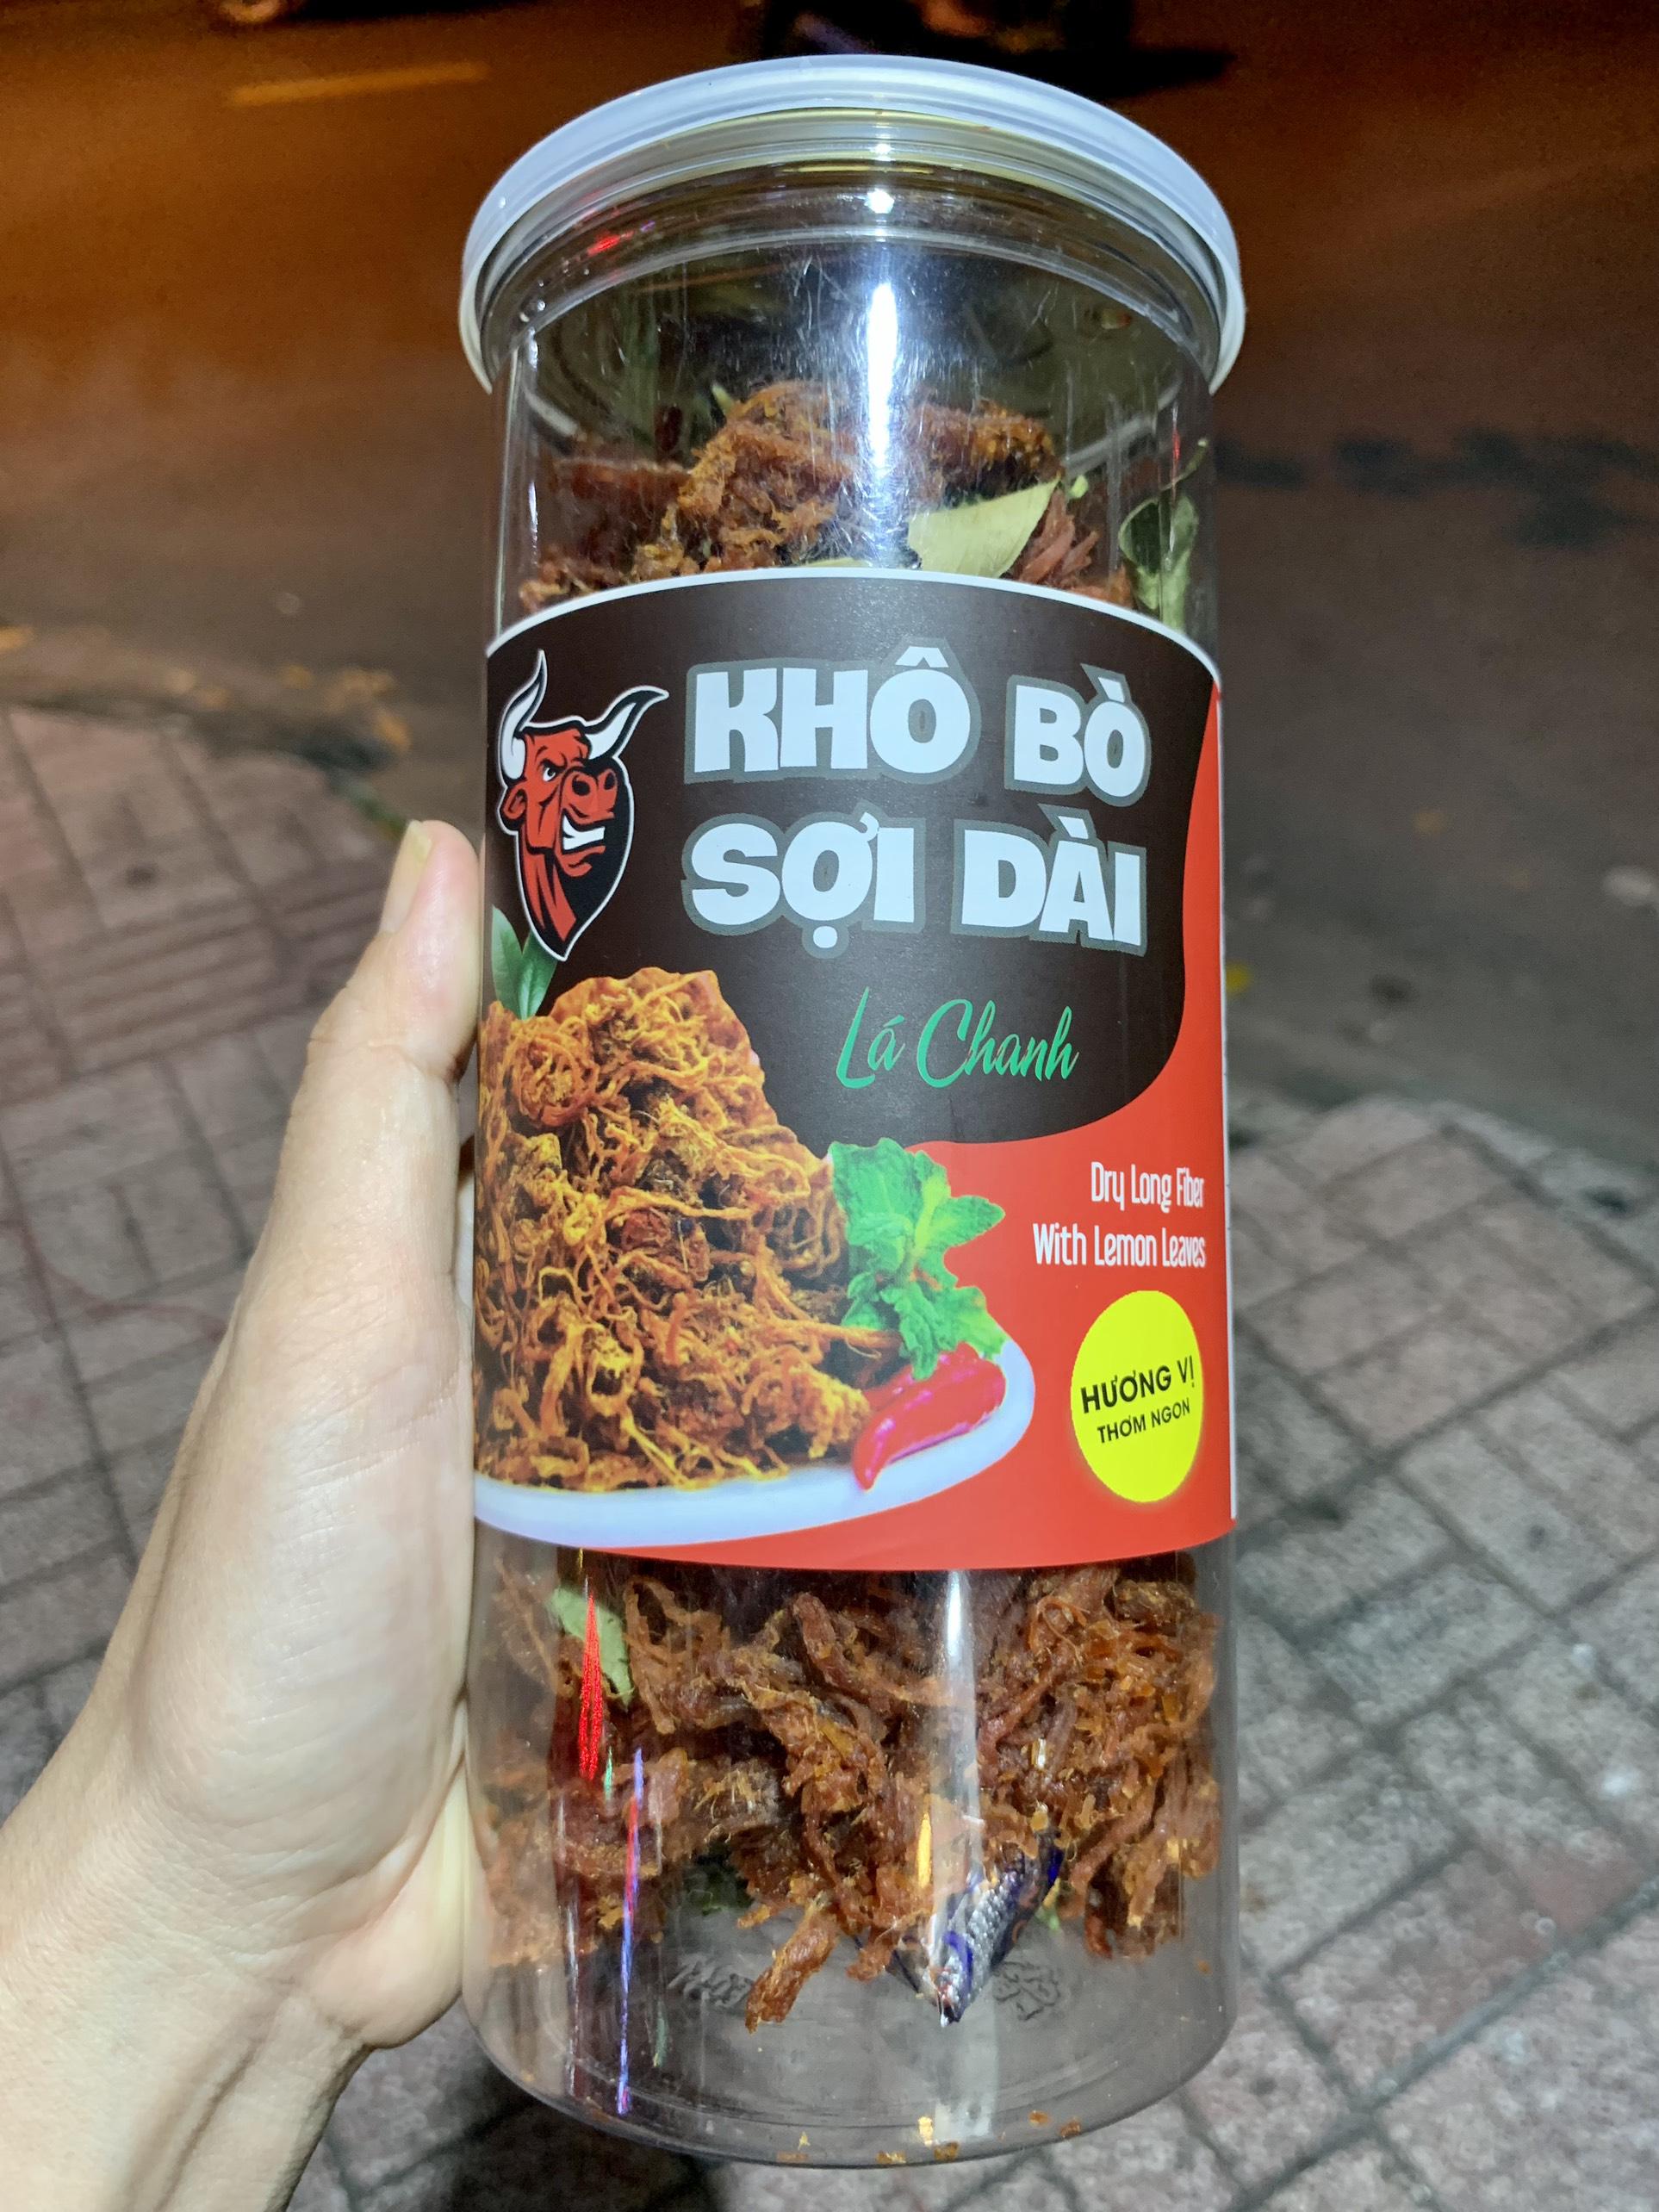 KHÔ BÒ
SỢI DÀI
Lá Chanh
Dry Long Fiber
With Lemon Leaves
HƯƠNG VỊ
THƠM NGON